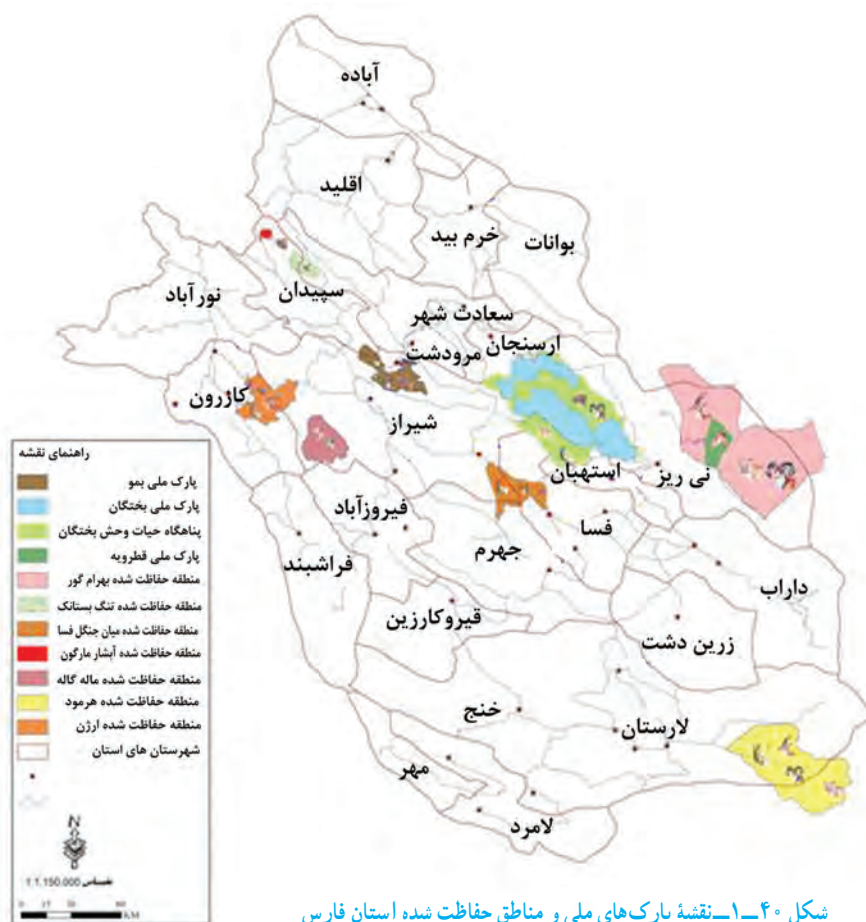 آباده
اقلید
خرم بید
بوانات
سپیدان
نورآباد
سعادت شهر
ارسنجان
مرودشت
کازرون
شیراز
استهبان
نی ریز
فیروزآباد
فسا
جهرم
فراشبند
داراب
قیروکارزین
زرین دشت
خنج
لارستان
مهر
لامرد
راهنمای نقشه
پارک ملی بمو
پارک ملی بختگان
پناهگاه حیات وحش بختگان
پارک ملی قطرویه
منطقه حفاظت شده بهرام گور
منطقه حفاظت شده تنگ بستانک
منطقه حفاظت شده میان جنگل فسا
منطقه حفاظت شده آبشار مارگون
منطقه حفاظت شده ماله گاله
منطقه حفاظت شده هرمود
منطقه حفاظت شده ارژن
شهرستان های استان
N
مقیاس 1:1.150.000
KM
شکل ۴۰–۱–نقشهٔ پارک‌های ملی و مناطق حفاظت شده استان فارس